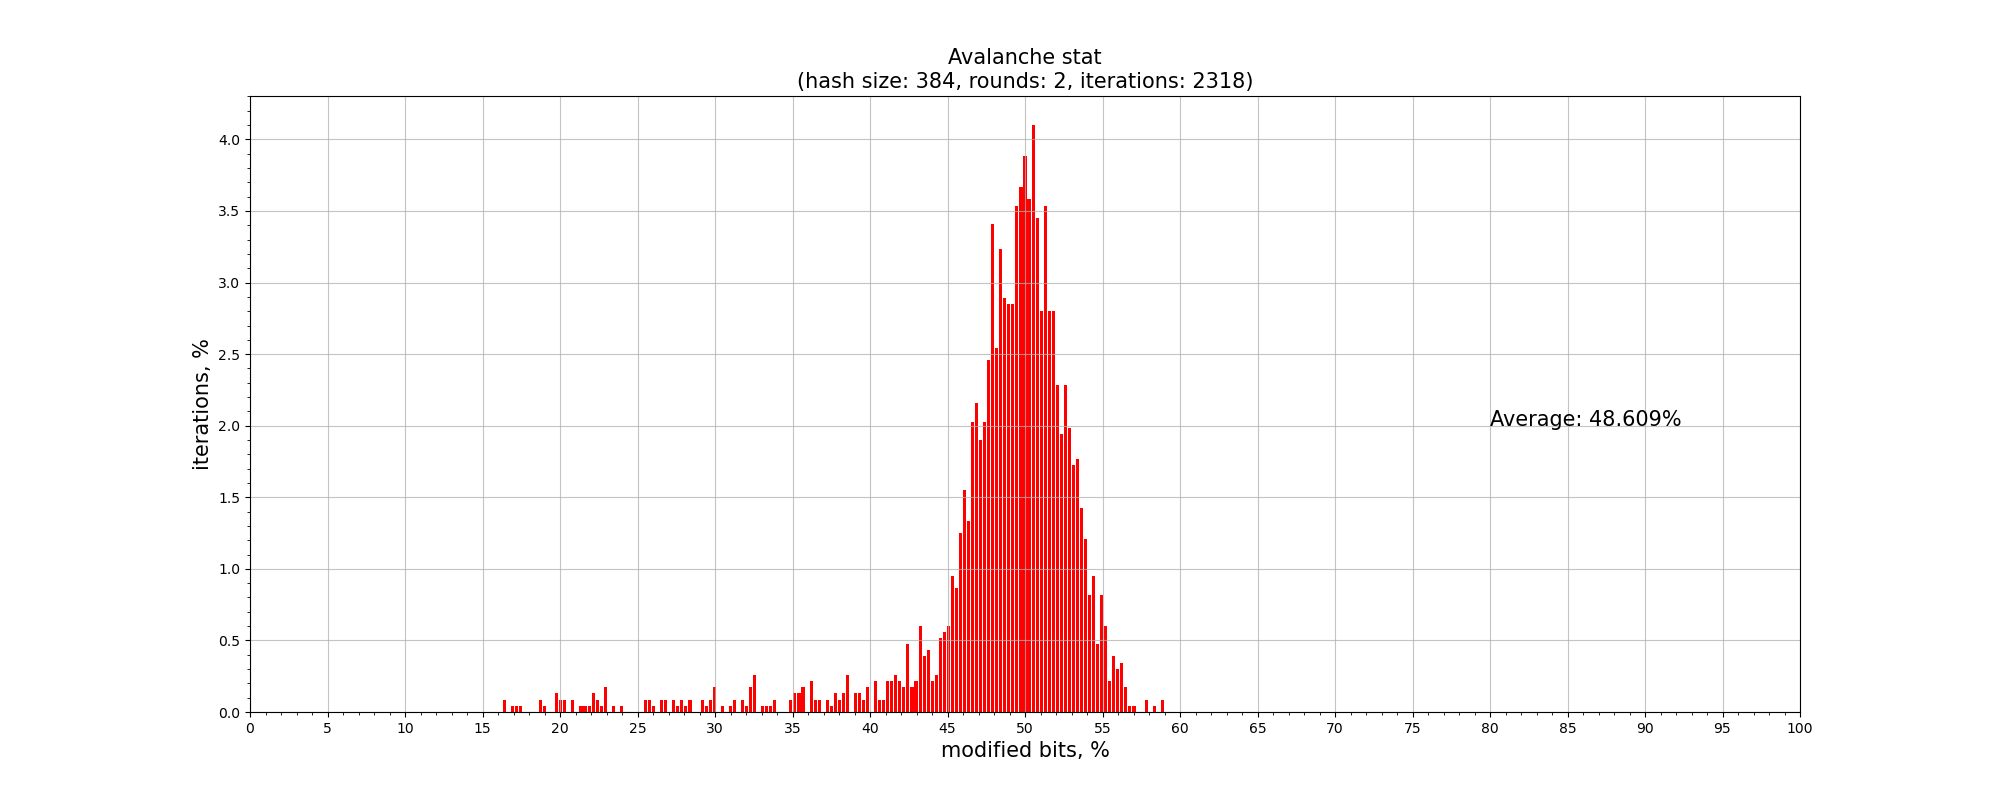 Avalanche stat
(hash size: 384, rounds: 2, iterations: 2318)
4.0
3.5
3.0
2.5
2.0
1.5
1.0
0.5
0.0
iterations, %
Average: 48.609%
0 5 10 15 20 25 30 35 40 45 50 55 60 65 70 75 80 85 90 95 100
modified bits, %